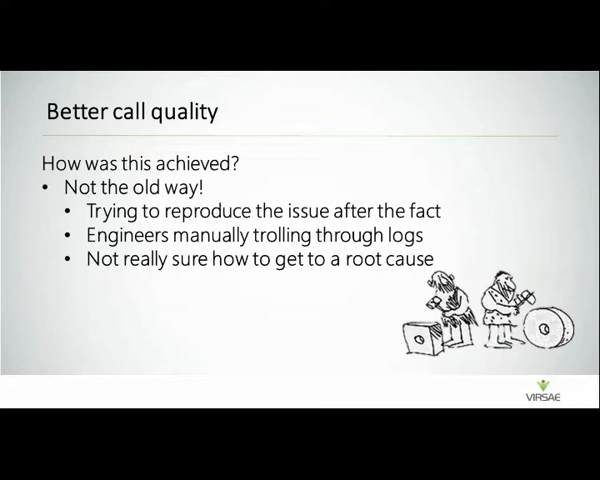 Better call quality
How was this achieved?
• Not the old way!
• Trying to reproduce the issue after the fact
• Engineers manually trolling through logs
• Not really sure how to get to a root cause
VIRSAE